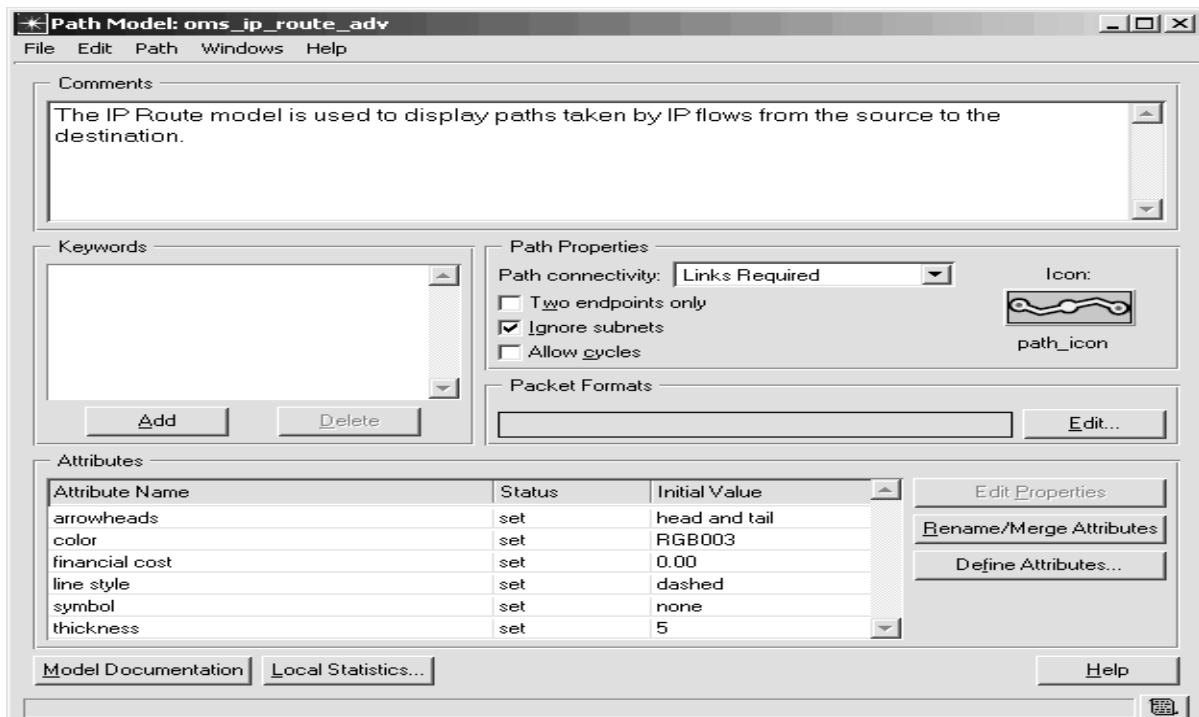 Path Model: oms_ip_route_adv
File Edit Path Windows Help
Comments
The IP Route model is used to display paths taken by IP flows from the source to the
destination.
Keywords
Add Delete
Path Properties
Path connectivity: Links Required
Two endpoints only
Ignore subnets
Allow cycles
Icon:
path_icon
Packet Formats
Edit...
Attributes
Attribute Name Status Initial Value
arrowheads set head and tail
color set RGB003
financial cost set 0.00
line style set dashed
symbol set none
thickness set 5
Edit Properties
Rename/Merge Attributes
Define Attributes...
Model Documentation Local Statistics... Help